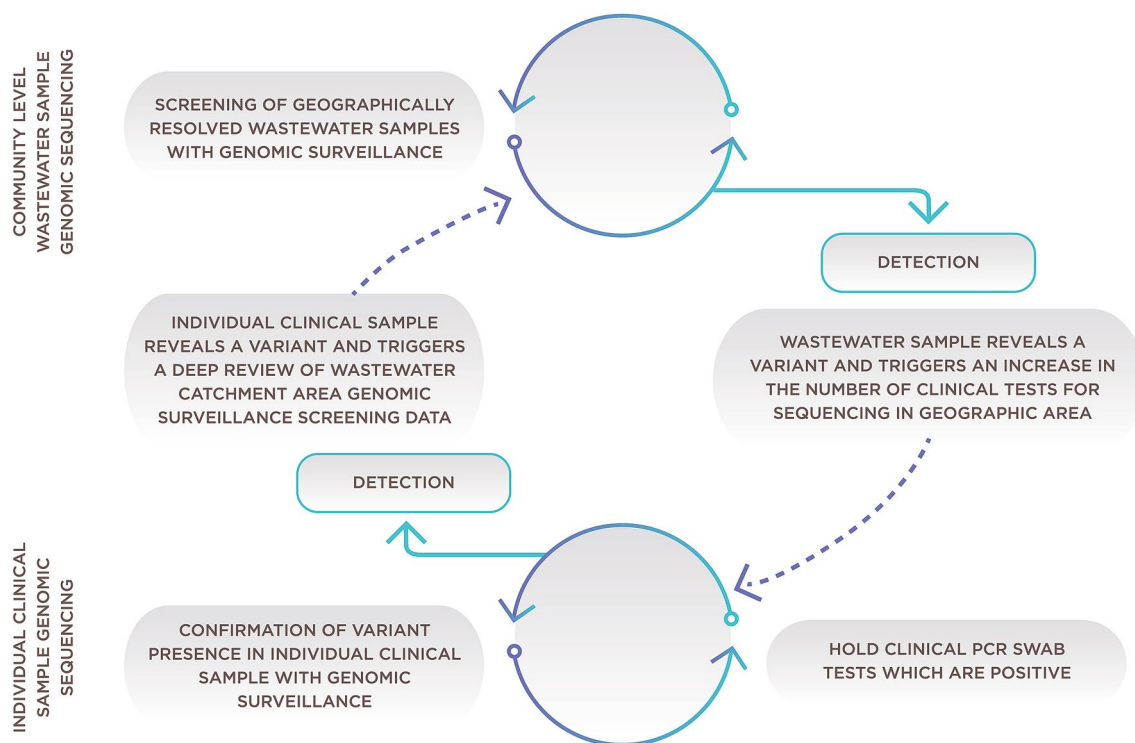 COMMUNITY LEVEL
WASTEWATER SAMPLE
GENOMIC SEQUENCING
SCREENING OF GEOGRAPHICALLY
RESOLVED WASTEWATER SAMPLES
WITH GENOMIC SURVEILLANCE
DETECTION
INDIVIDUAL CLINICAL SAMPLE
REVEALS A VARIANT AND TRIGGERS
A DEEP REVIEW OF WASTEWATER
CATCHMENT AREA GENOMIC
SURVEILLANCE SCREENING DATA
WASTEWATER SAMPLE REVEALS A
VARIANT AND TRIGGERS AN INCREASE IN
THE NUMBER OF CLINICAL TESTS FOR
SEQUENCING IN GEOGRAPHIC AREA
DETECTION
INDIVIDUAL CLINICAL
SAMPLE GENOMIC
SEQUENCING
CONFIRMATION OF VARIANT
PRESENCE IN INDIVIDUAL CLINICAL
SAMPLE WITH GENOMIC
SURVEILLANCE
HOLD CLINICAL PCR SWAB
TESTS WHICH ARE POSITIVE